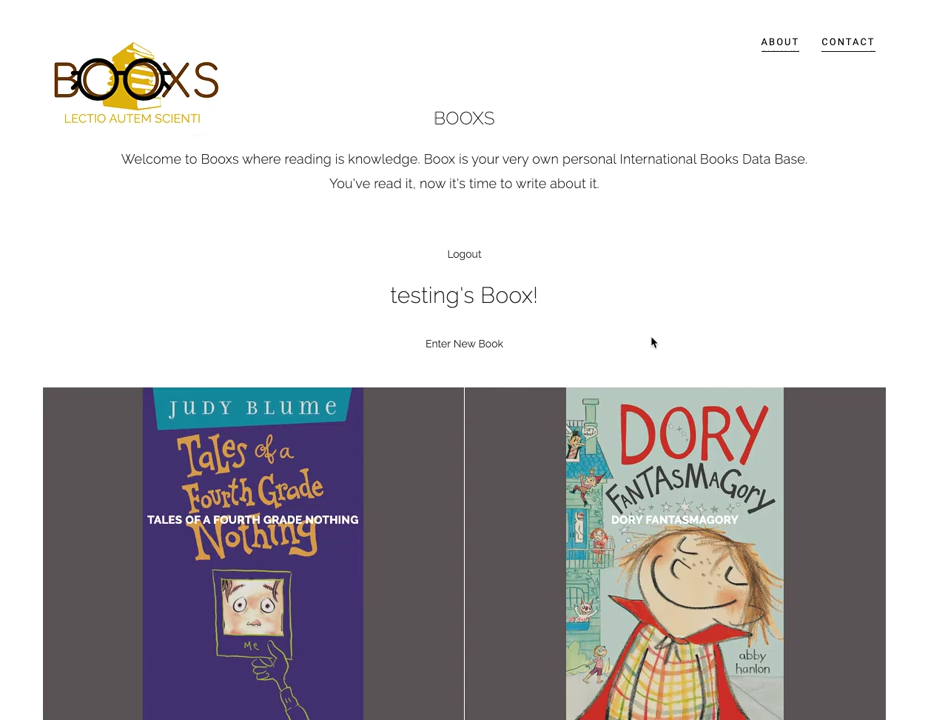 ABOUT CONTACT
BOOXS
LECTIO AUTEM SCIENTI
BOOXS
Welcome to Booxs where reading is knowledge. Boox is your very own personal International Books Data Base.
You've read it, now it's time to write about it.
Logout
testing's Boox!
Enter New Book
JUDY BLUME
Tales of a
Fourth Grade
Nothing
TALES OF A FOURTH GRADE NOTHING
Me
DORY
FANTASMAGORY
DORY FANTASMAGORY
abby
hanlon